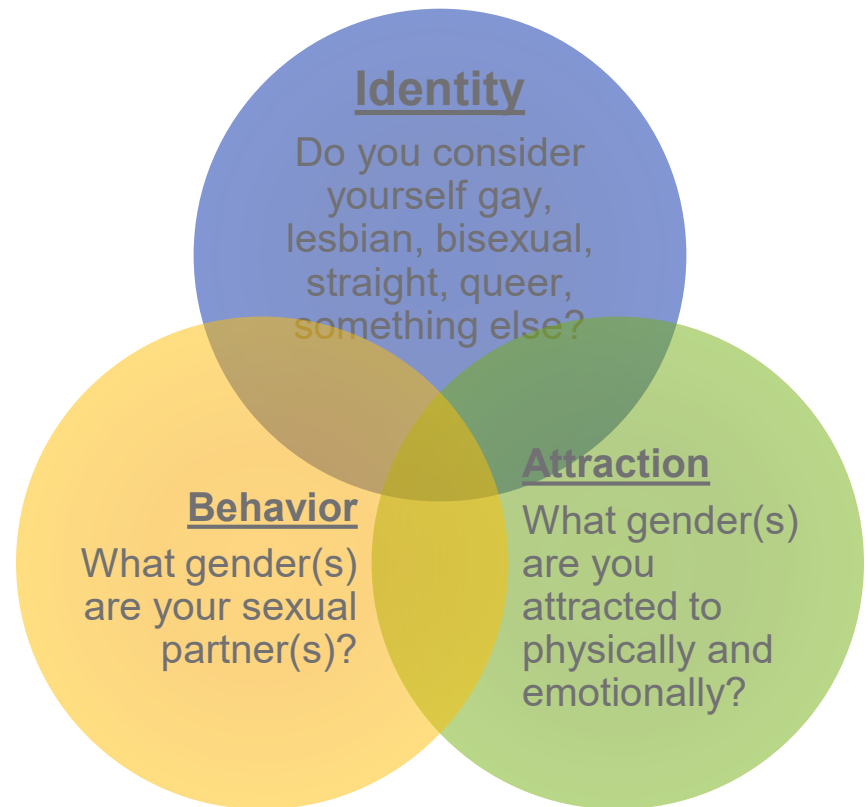 Identity
Do you consider
yourself gay,
lesbian, bisexual,
straight, queer,
something else?
Behavior
What gender(s)
are your sexual
partner(s)?
Attraction
What gender(s)
are you
attracted to
physically and
emotionally?